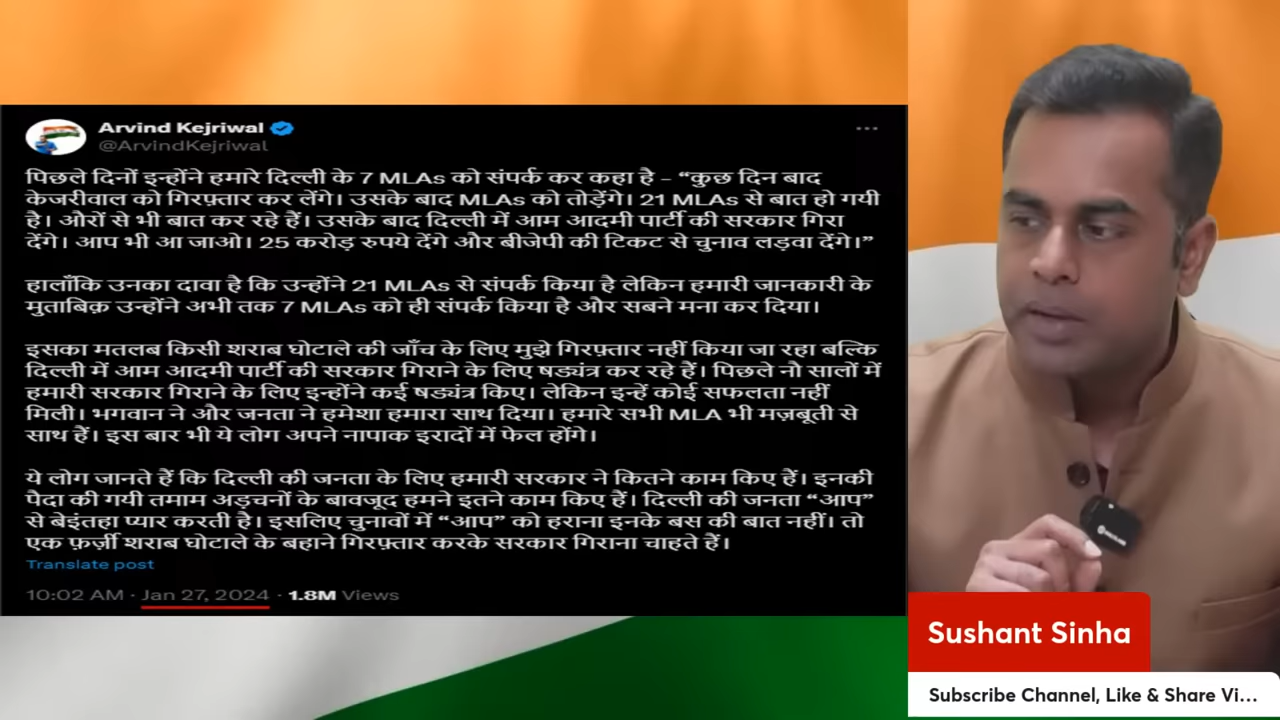 Arvind Kejriwal
@ArvindKejriwal
पिछले दिनों इन्होंने हमारे दिल्ली के 7 MLAs को संपर्क कर कहा है - “कुछ दिन बाद
केजरीवाल को गिरफ़्तार कर लेंगे। उसके बाद MLAs को तोड़ेंगे। 21 MLAs से बात हो गयी
है। औरों से भी बात कर रहे हैं। उसके बाद दिल्ली में आम आदमी पार्टी की सरकार गिरा
देंगे। आप भी आ जाओ। 25 करोड़ रुपये देंगे और बीजेपी की टिकट से चुनाव लड़वा देंगे।”
हालाँकि उनका दावा है कि उन्होंने 21 MLAs से संपर्क किया है लेकिन हमारी जानकारी के
मुताबिक़ उन्होंने अभी तक 7 MLAs को ही संपर्क किया है और सबने मना कर दिया।
इसका मतलब किसी शराब घोटाले की जाँच के लिए मुझे गिरफ़्तार नहीं किया जा रहा बल्कि
दिल्ली में आम आदमी पार्टी की सरकार गिराने के लिए षड्यंत्र कर रहे हैं। पिछले नौ सालों में
हमारी सरकार गिराने के लिए इन्होंने कई षड्यंत्र किए। लेकिन इन्हें कोई सफलता नहीं
मिली। भगवान ने और जनता ने हमेशा हमारा साथ दिया। हमारे सभी MLA भी मज़बूती से
साथ हैं। इस बार भी ये लोग अपने नापाक इरादों में फेल होंगे।
ये लोग जानते हैं कि दिल्ली की जनता के लिए हमारी सरकार ने कितने काम किए हैं। इनकी
पैदा की गयी तमाम अड़चनों के बावजूद हमने इतने काम किए हैं। दिल्ली की जनता “आप”
से बेइंतहा प्यार करती है। इसलिए चुनावों में “आप” को हराना इनके बस की बात नहीं। तो
एक फ़र्ज़ी शराब घोटाले के बहाने गिरफ़्तार करके सरकार गिराना चाहते हैं।
Translate post
10:02 AM · Jan 27, 2024 · 1.8M Views
Sushant Sinha
Subscribe Channel, Like & Share Vi...